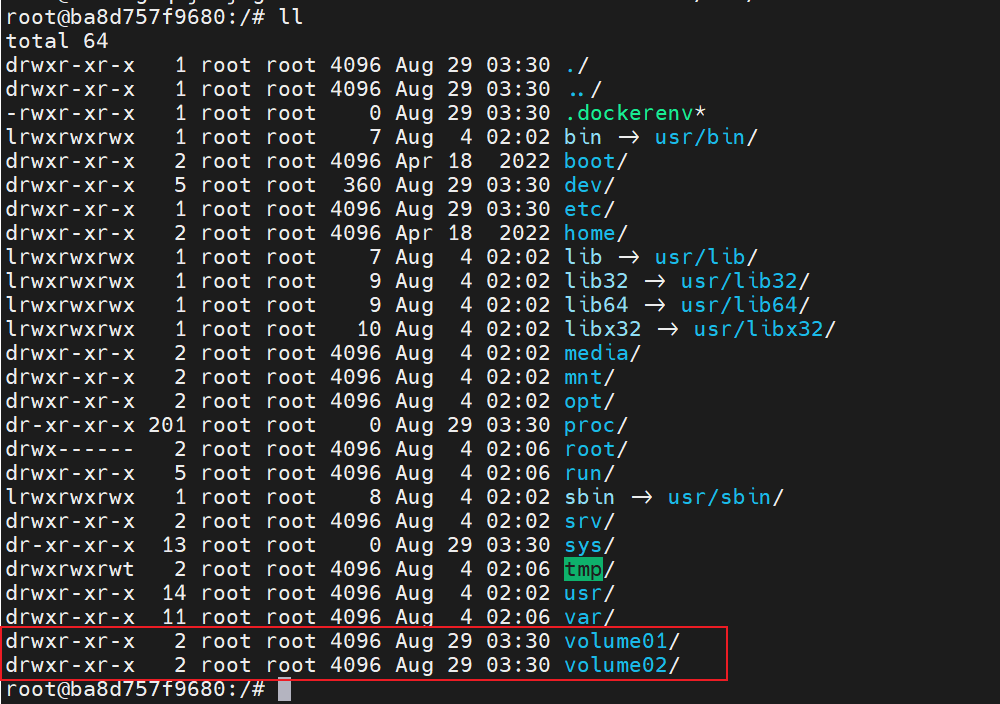 root@ba8d757f9680:/# ll
total 64
drwxr-xr-x   1 root root 4096 Aug 29 03:30 ./
drwxr-xr-x   1 root root 4096 Aug 29 03:30 ../
-rwxr-xr-x   1 root root    0 Aug 29 03:30 .dockerenv*
lrwxrwxrwx   1 root root    7 Aug  4 02:02 bin -> usr/bin/
drwxr-xr-x   2 root root 4096 Apr 18  2022 boot/
drwxr-xr-x   5 root root  360 Aug 29 03:30 dev/
drwxr-xr-x   1 root root 4096 Aug 29 03:30 etc/
drwxr-xr-x   2 root root 4096 Apr 18  2022 home/
lrwxrwxrwx   1 root root    7 Aug  4 02:02 lib -> usr/lib/
lrwxrwxrwx   1 root root    9 Aug  4 02:02 lib32 -> usr/lib32/
lrwxrwxrwx   1 root root    9 Aug  4 02:02 lib64 -> usr/lib64/
lrwxrwxrwx   1 root root   10 Aug  4 02:02 libx32 -> usr/libx32/
drwxr-xr-x   2 root root 4096 Aug  4 02:02 media/
drwxr-xr-x   2 root root 4096 Aug  4 02:02 mnt/
drwxr-xr-x   2 root root 4096 Aug  4 02:02 opt/
dr-xr-xr-x 201 root root    0 Aug 29 03:30 proc/
drwx------   2 root root 4096 Aug  4 02:06 root/
drwxr-xr-x   5 root root 4096 Aug  4 02:06 run/
lrwxrwxrwx   1 root root    8 Aug  4 02:02 sbin -> usr/sbin/
drwxr-xr-x   2 root root 4096 Aug  4 02:02 srv/
dr-xr-xr-x  13 root root    0 Aug 29 03:30 sys/
drwxrwxrwt   2 root root 4096 Aug  4 02:06 tmp/
drwxr-xr-x  14 root root 4096 Aug  4 02:02 usr/
drwxr-xr-x  11 root root 4096 Aug  4 02:06 var/
drwxr-xr-x   2 root root 4096 Aug 29 03:30 volume01/
drwxr-xr-x   2 root root 4096 Aug 29 03:30 volume02/
root@ba8d757f9680:/#